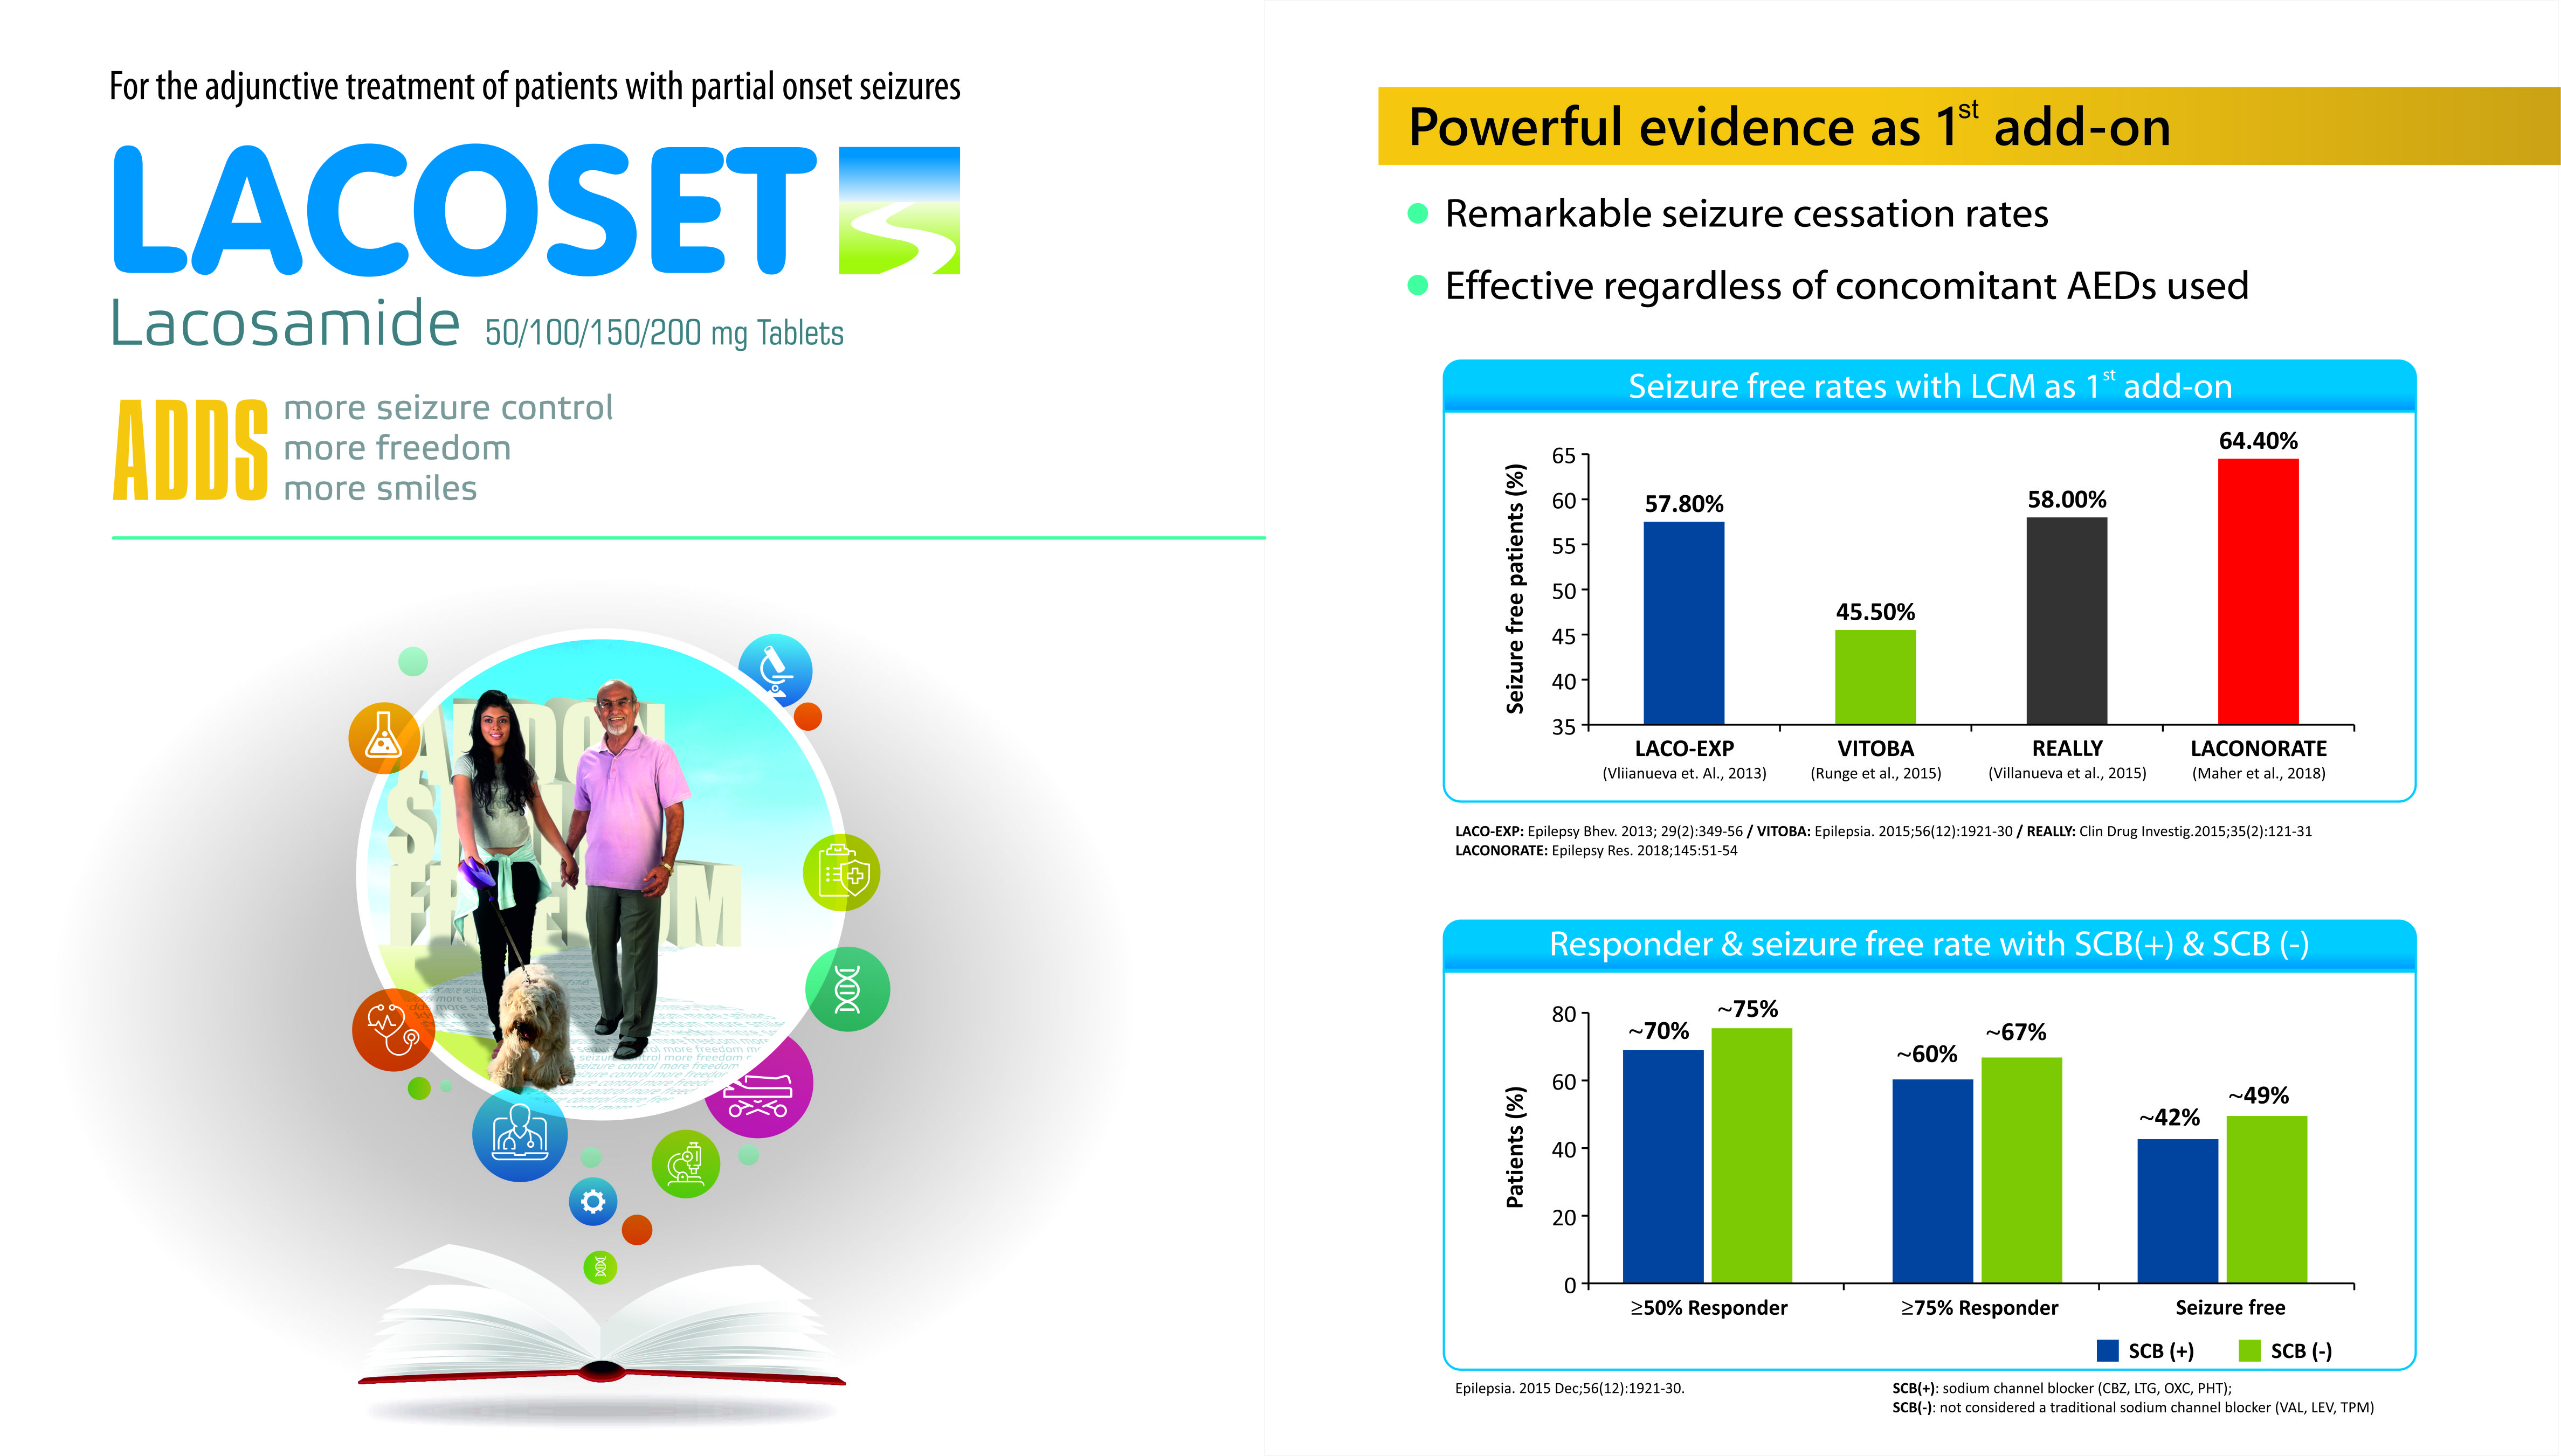 For the adjunctive treatment of patients with partial onset seizures
LACOSET
Lacosamide 50/100/150/200 mg Tablets
ADDS
more seizure control
more freedom
more smiles
Powerful evidence as 1st add-on
Remarkable seizure cessation rates
Effective regardless of concomitant AEDs used
Seizure free rates with LCM as 1st add-on
Seizure free patients (%)
65
60
55
50
45
40
35
57.80%
45.50%
58.00%
64.40%
LACO-EXP
(Vliianueva et. Al., 2013)
VITOBA
(Runge et al., 2015)
REALLY
(Villanueva et al., 2015)
LACONORATE
(Maher et al., 2018)
LACO-EXP: Epilepsy Bhev. 2013; 29(2):349-56 / VITOBA: Epilepsia. 2015;56(12):1921-30 / REALLY: Clin Drug Investig.2015;35(2):121-31
LACONORATE: Epilepsy Res. 2018;145:51-54
Responder & seizure free rate with SCB(+) & SCB (-)
Patients (%)
80
60
40
20
0
~70%
~75%
~60%
~67%
~42%
~49%
≥50% Responder
≥75% Responder
Seizure free
SCB (+)
SCB (-)
Epilepsia. 2015 Dec;56(12):1921-30.
SCB(+): sodium channel blocker (CBZ, LTG, OXC, PHT);
SCB(-): not considered a traditional sodium channel blocker (VAL, LEV, TPM)